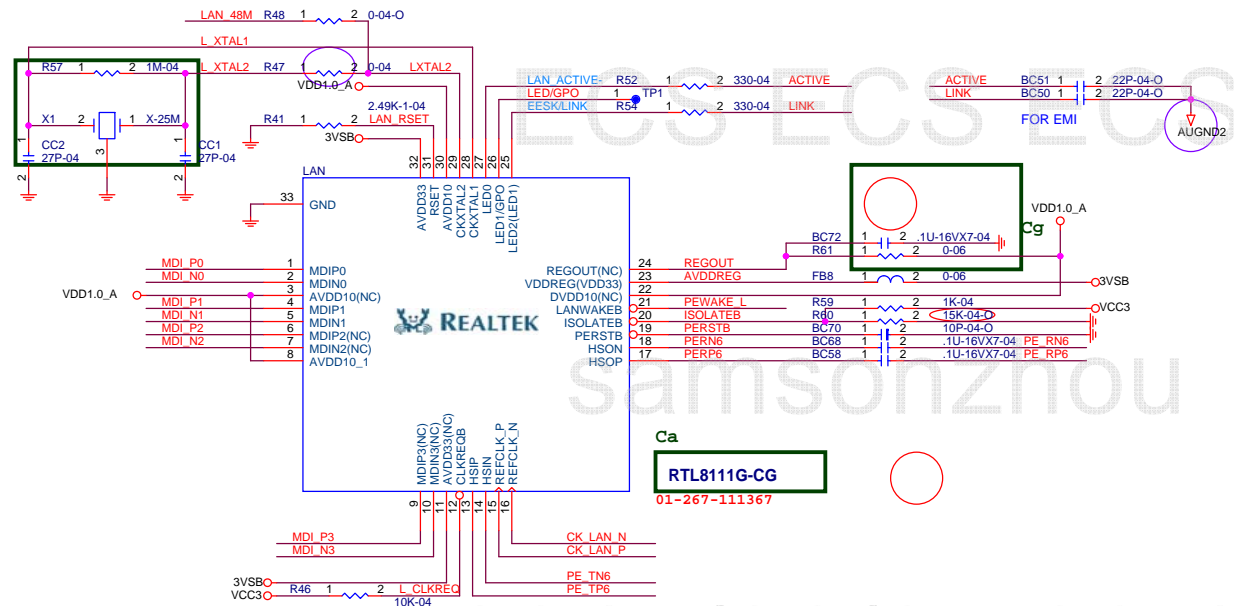 LAN_48M R48 1 2 0-04-O
L_XTAL1
R57 1 2 1M-04 L_XTAL2 R47 1 2 0-04 LXTAL2
VDD1.0_A
X1 2 1 X-25M
3
1 CC2 27P-04 2
1 CC1 27P-04 2
2.49K-1-04
R41 1 2 LAN_RSET
3VSB
LAN_ACTIVE- R52 1 2 330-04 ACTIVE
LED/GPO 1 TP1
EESK/LINK R54 1 2 330-04 LINK
ACTIVE BC51 1 2 22P-04-O
LINK BC50 1 2 22P-04-O
FOR EMI
AUGND2
ECS ECS ECS
32 31 30 29 28 27 26 25
LAN
AVDD33 RSET AVDD10 CKXTAL2 CKXTAL1 LED0 LED1/GPO LED2(LED1)
33 GND
MDI_P0 1 MDIP0
MDI_N0 2 MDIN0
VDD1.0_A 3 AVDD10(NC)
MDI_P1 4 MDIP1
MDI_N1 5 MDIN1
MDI_P2 6 MDIP2(NC)
MDI_N2 7 MDIN2(NC)
8 AVDD10_1
REALTEK
VDD1.0_A
Cg
BC72 1 2 .1U-16VX7-04
R61 1 2 0-06
REGOUT(NC) 24 REGOUT
VDDREG(VDD33) 23 AVDDREG FB8 1 2 0-06 3VSB
DVDD10(NC) 22
LANWAKEB 21 PEWAKE_L R59 1 2 1K-04 VCC3
ISOLATEB 20 ISOLATEB R60 1 2 15K-04-O
PERSTB 19 PERSTB BC70 1 2 10P-04-O
HSON 18 PERN6 BC68 1 2 .1U-16VX7-04 PE_RN6
HSOP 17 PERP6 BC58 1 2 .1U-16VX7-04 PE_RP6
samsonzhou
MDIP3(NC) MDIN3(NC) AVDD33(NC) CLKREQB HSIP HSIN REFCLK_P REFCLK_N
9 10 11 12 13 14 15 16
Ca
RTL8111G-CG
01-267-111367
MDI_P3
MDI_N3
CK_LAN_N
CK_LAN_P
3VSB
PE_TN6
VCC3 R46 1 2 L_CLKREQ PE_TP6
10K-04